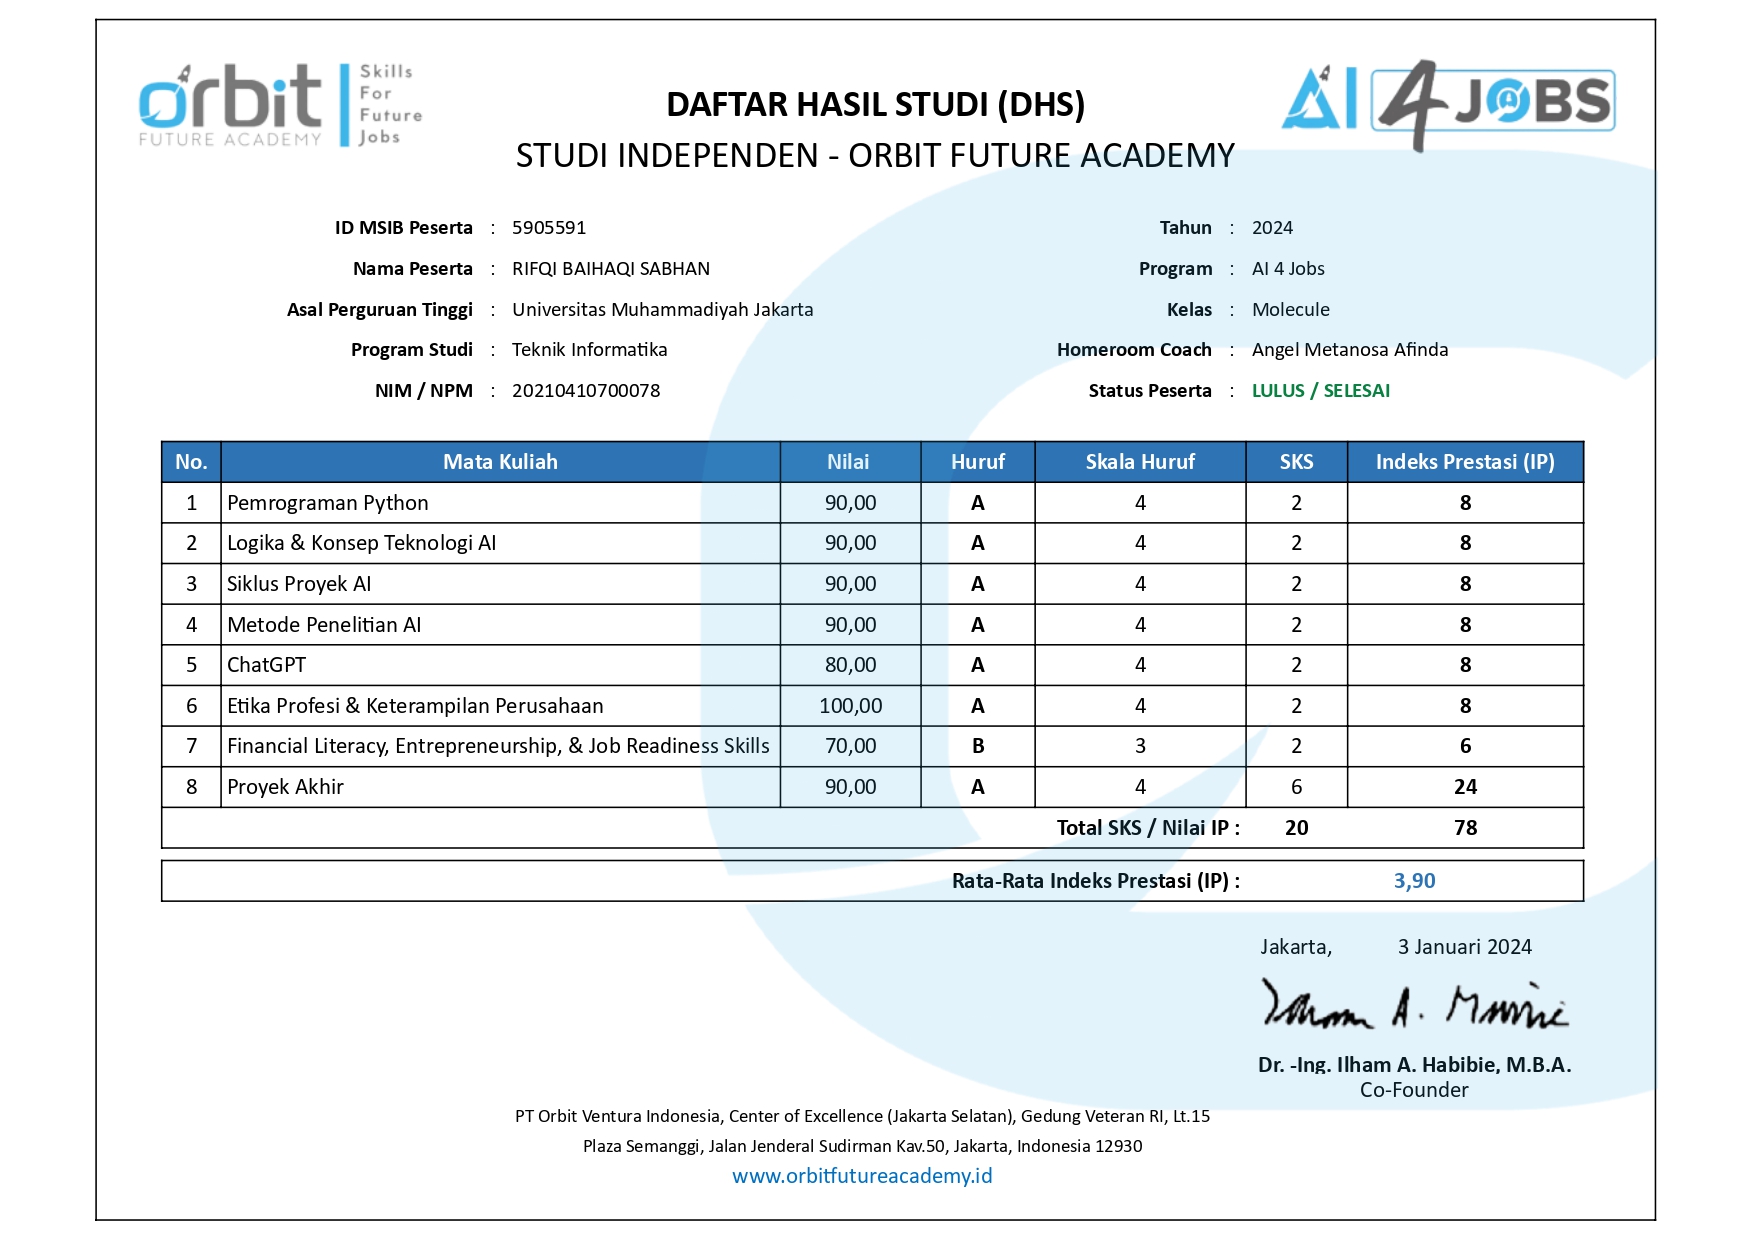 orbit
FUTURE ACADEMY
Skills
For
Future
Jobs
DAFTAR HASIL STUDI (DHS)
STUDI INDEPENDEN - ORBIT FUTURE ACADEMY
AI 4 JOBS
ID MSIB Peserta : 5905591
Nama Peserta : RIFQI BAIHAQI SABHAN
Asal Perguruan Tinggi : Universitas Muhammadiyah Jakarta
Program Studi : Teknik Informatika
NIM / NPM : 20210410700078
Tahun : 2024
Program : AI 4 Jobs
Kelas : Molecule
Homeroom Coach : Angel Metanosa Afinda
Status Peserta : LULUS / SELESAI
No. Mata Kuliah Nilai Huruf Skala Huruf SKS Indeks Prestasi (IP)
1 Pemrograman Python 90,00 A 4 2 8
2 Logika & Konsep Teknologi AI 90,00 A 4 2 8
3 Siklus Proyek AI 90,00 A 4 2 8
4 Metode Penelitian AI 90,00 A 4 2 8
5 ChatGPT 80,00 A 4 2 8
6 Etika Profesi & Keterampilan Perusahaan 100,00 A 4 2 8
7 Financial Literacy, Entrepreneurship, & Job Readiness Skills 70,00 B 3 2 6
8 Proyek Akhir 90,00 A 4 6 24
Total SKS / Nilai IP : 20 78
Rata-Rata Indeks Prestasi (IP) : 3,90
Jakarta, 3 Januari 2024
Dr. -Ing. Ilham A. Habibie, M.B.A.
Co-Founder
PT Orbit Ventura Indonesia, Center of Excellence (Jakarta Selatan), Gedung Veteran RI, Lt.15
Plaza Semanggi, Jalan Jenderal Sudirman Kav.50, Jakarta, Indonesia 12930
www.orbitfutureacademy.id